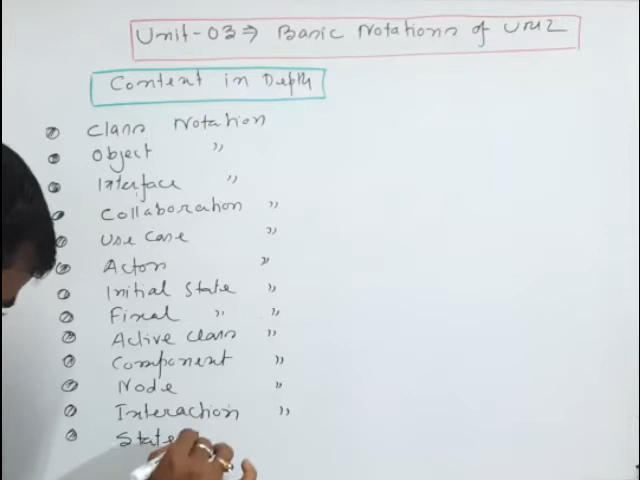 Unit-03⇒ Basic Notations of UML
Content in Depth
Class Notation
Object "
Interface "
Collaboration "
Use Case "
Actor "
Initial State "
Final " "
Active Class "
Component "
Node "
Interaction "
State